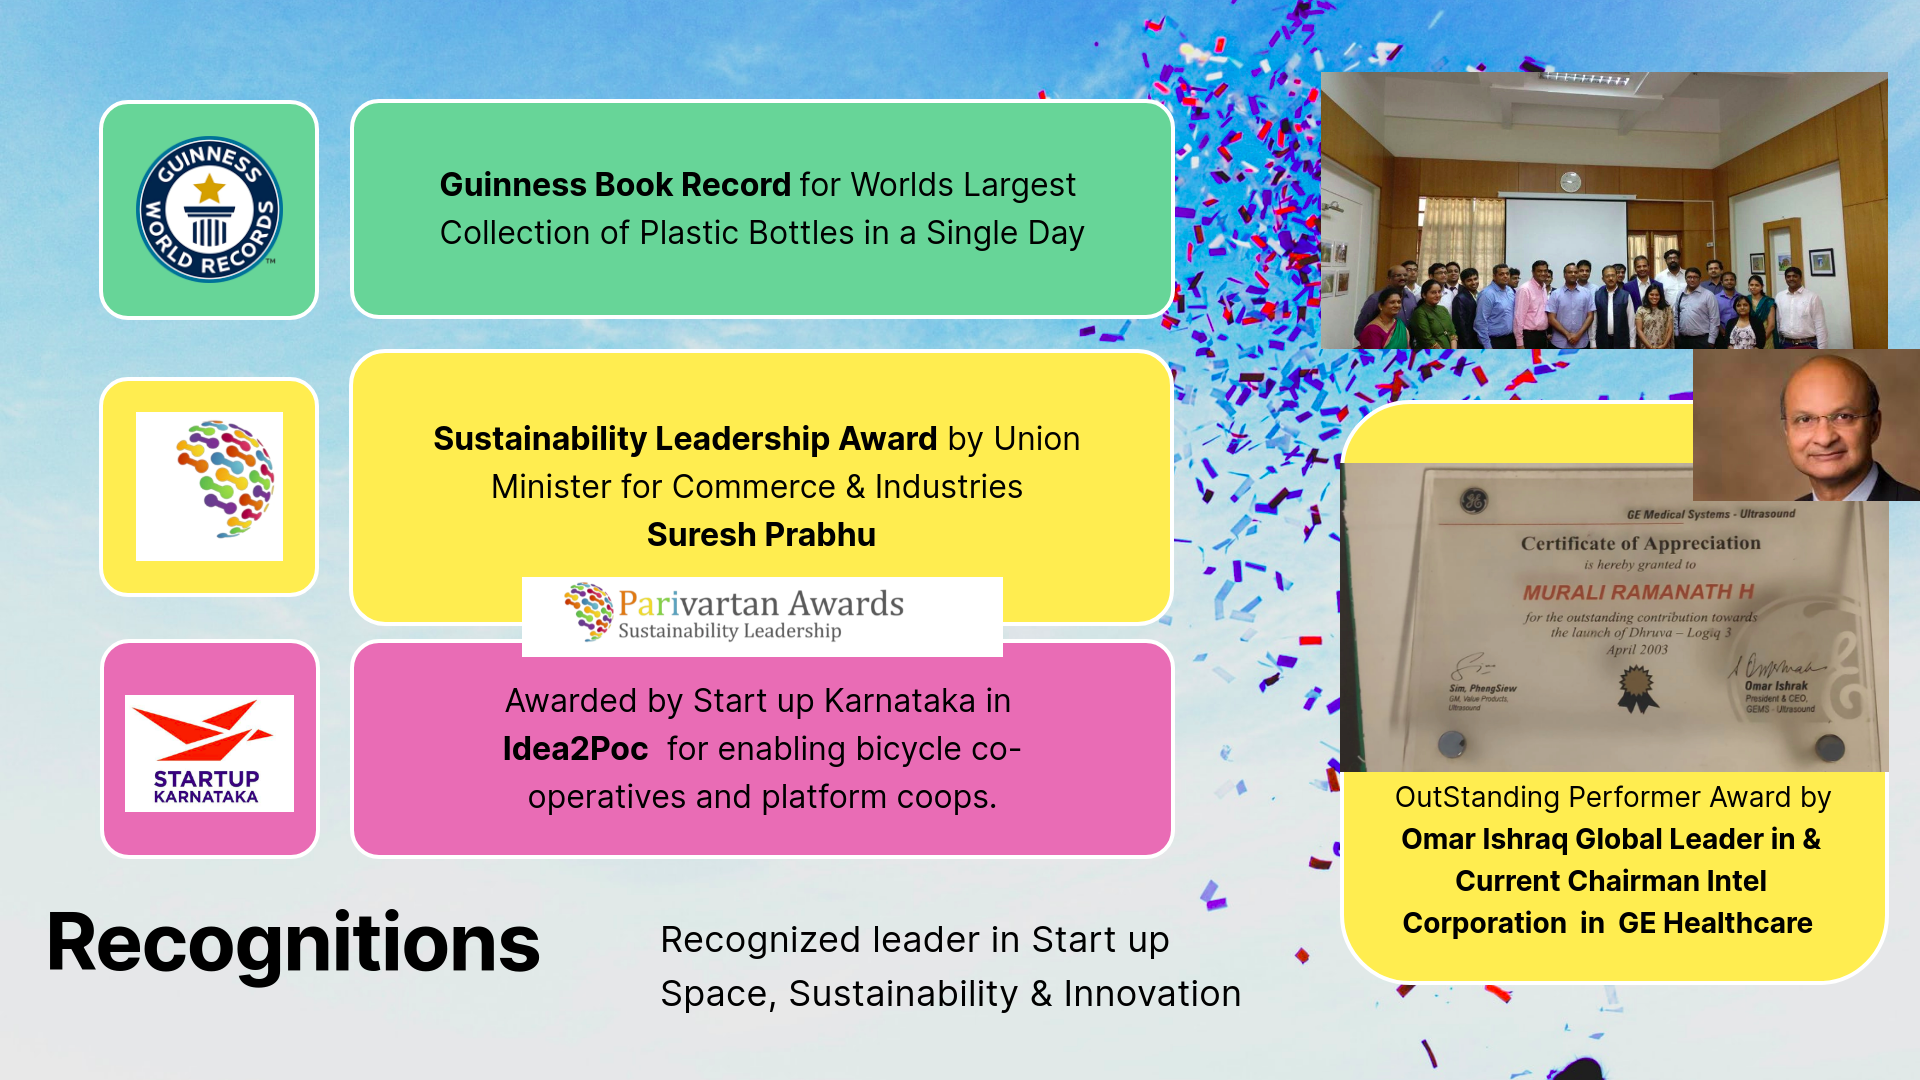 GUINNESS
WORLD RECORDS
™
Guinness Book Record for Worlds Largest
Collection of Plastic Bottles in a Single Day
Sustainability Leadership Award by Union
Minister for Commerce & Industries
Suresh Prabhu
Parivartan Awards
Sustainability Leadership
STARTUP
KARNATAKA
Awarded by Start up Karnataka in
Idea2Poc for enabling bicycle co-
operatives and platform coops.
Recognitions
Recognized leader in Start up
Space, Sustainability & Innovation
GE Medical Systems - Ultrasound
Certificate of Appreciation
is hereby granted to
MURALI RAMANATH H
for the outstanding contribution towards
the launch of Dhruva – Logiq 3
April 2003
Sim, PhengSiew
GM, Value Products,
Ultrasound
Omar Ishrak
President & CEO,
GEMS - Ultrasound
OutStanding Performer Award by
Omar Ishraq Global Leader in &
Current Chairman Intel
Corporation in GE Healthcare